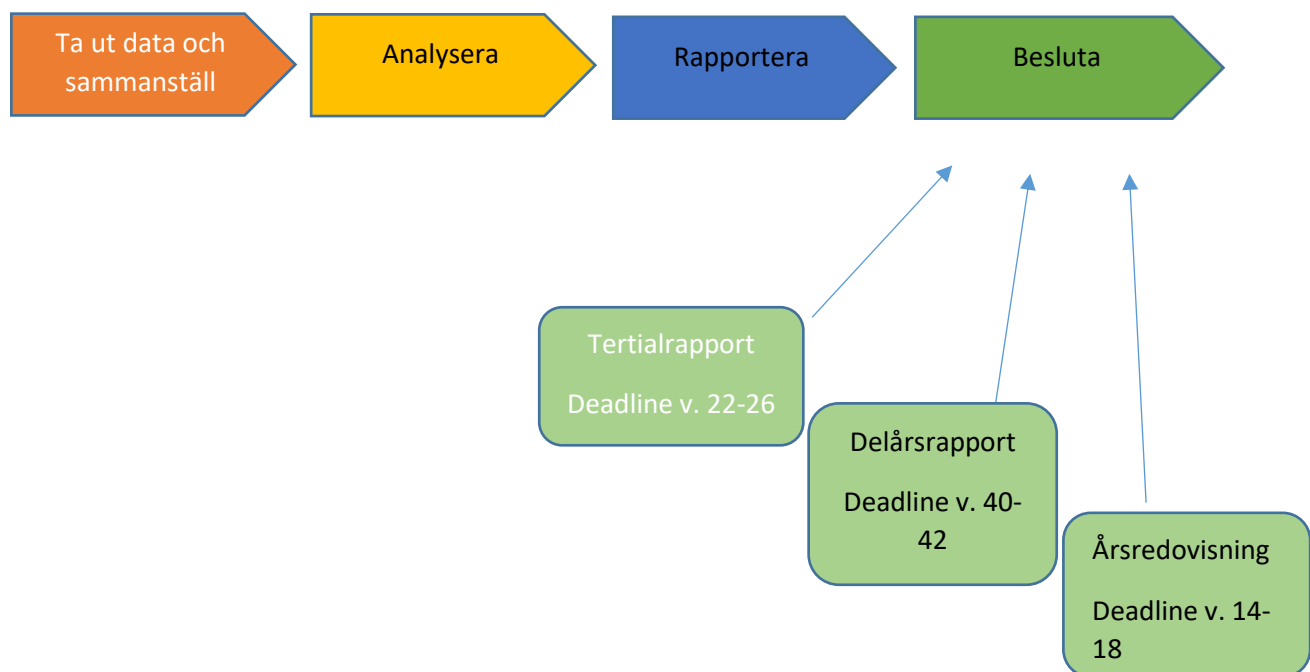 Ta ut data och
sammanställ
Analysera
Rapportera
Besluta
Tertialrapport
Deadline v. 22-26
Delårsrapport
Deadline v. 40-
42
Årsredovisning
Deadline v. 14-
18